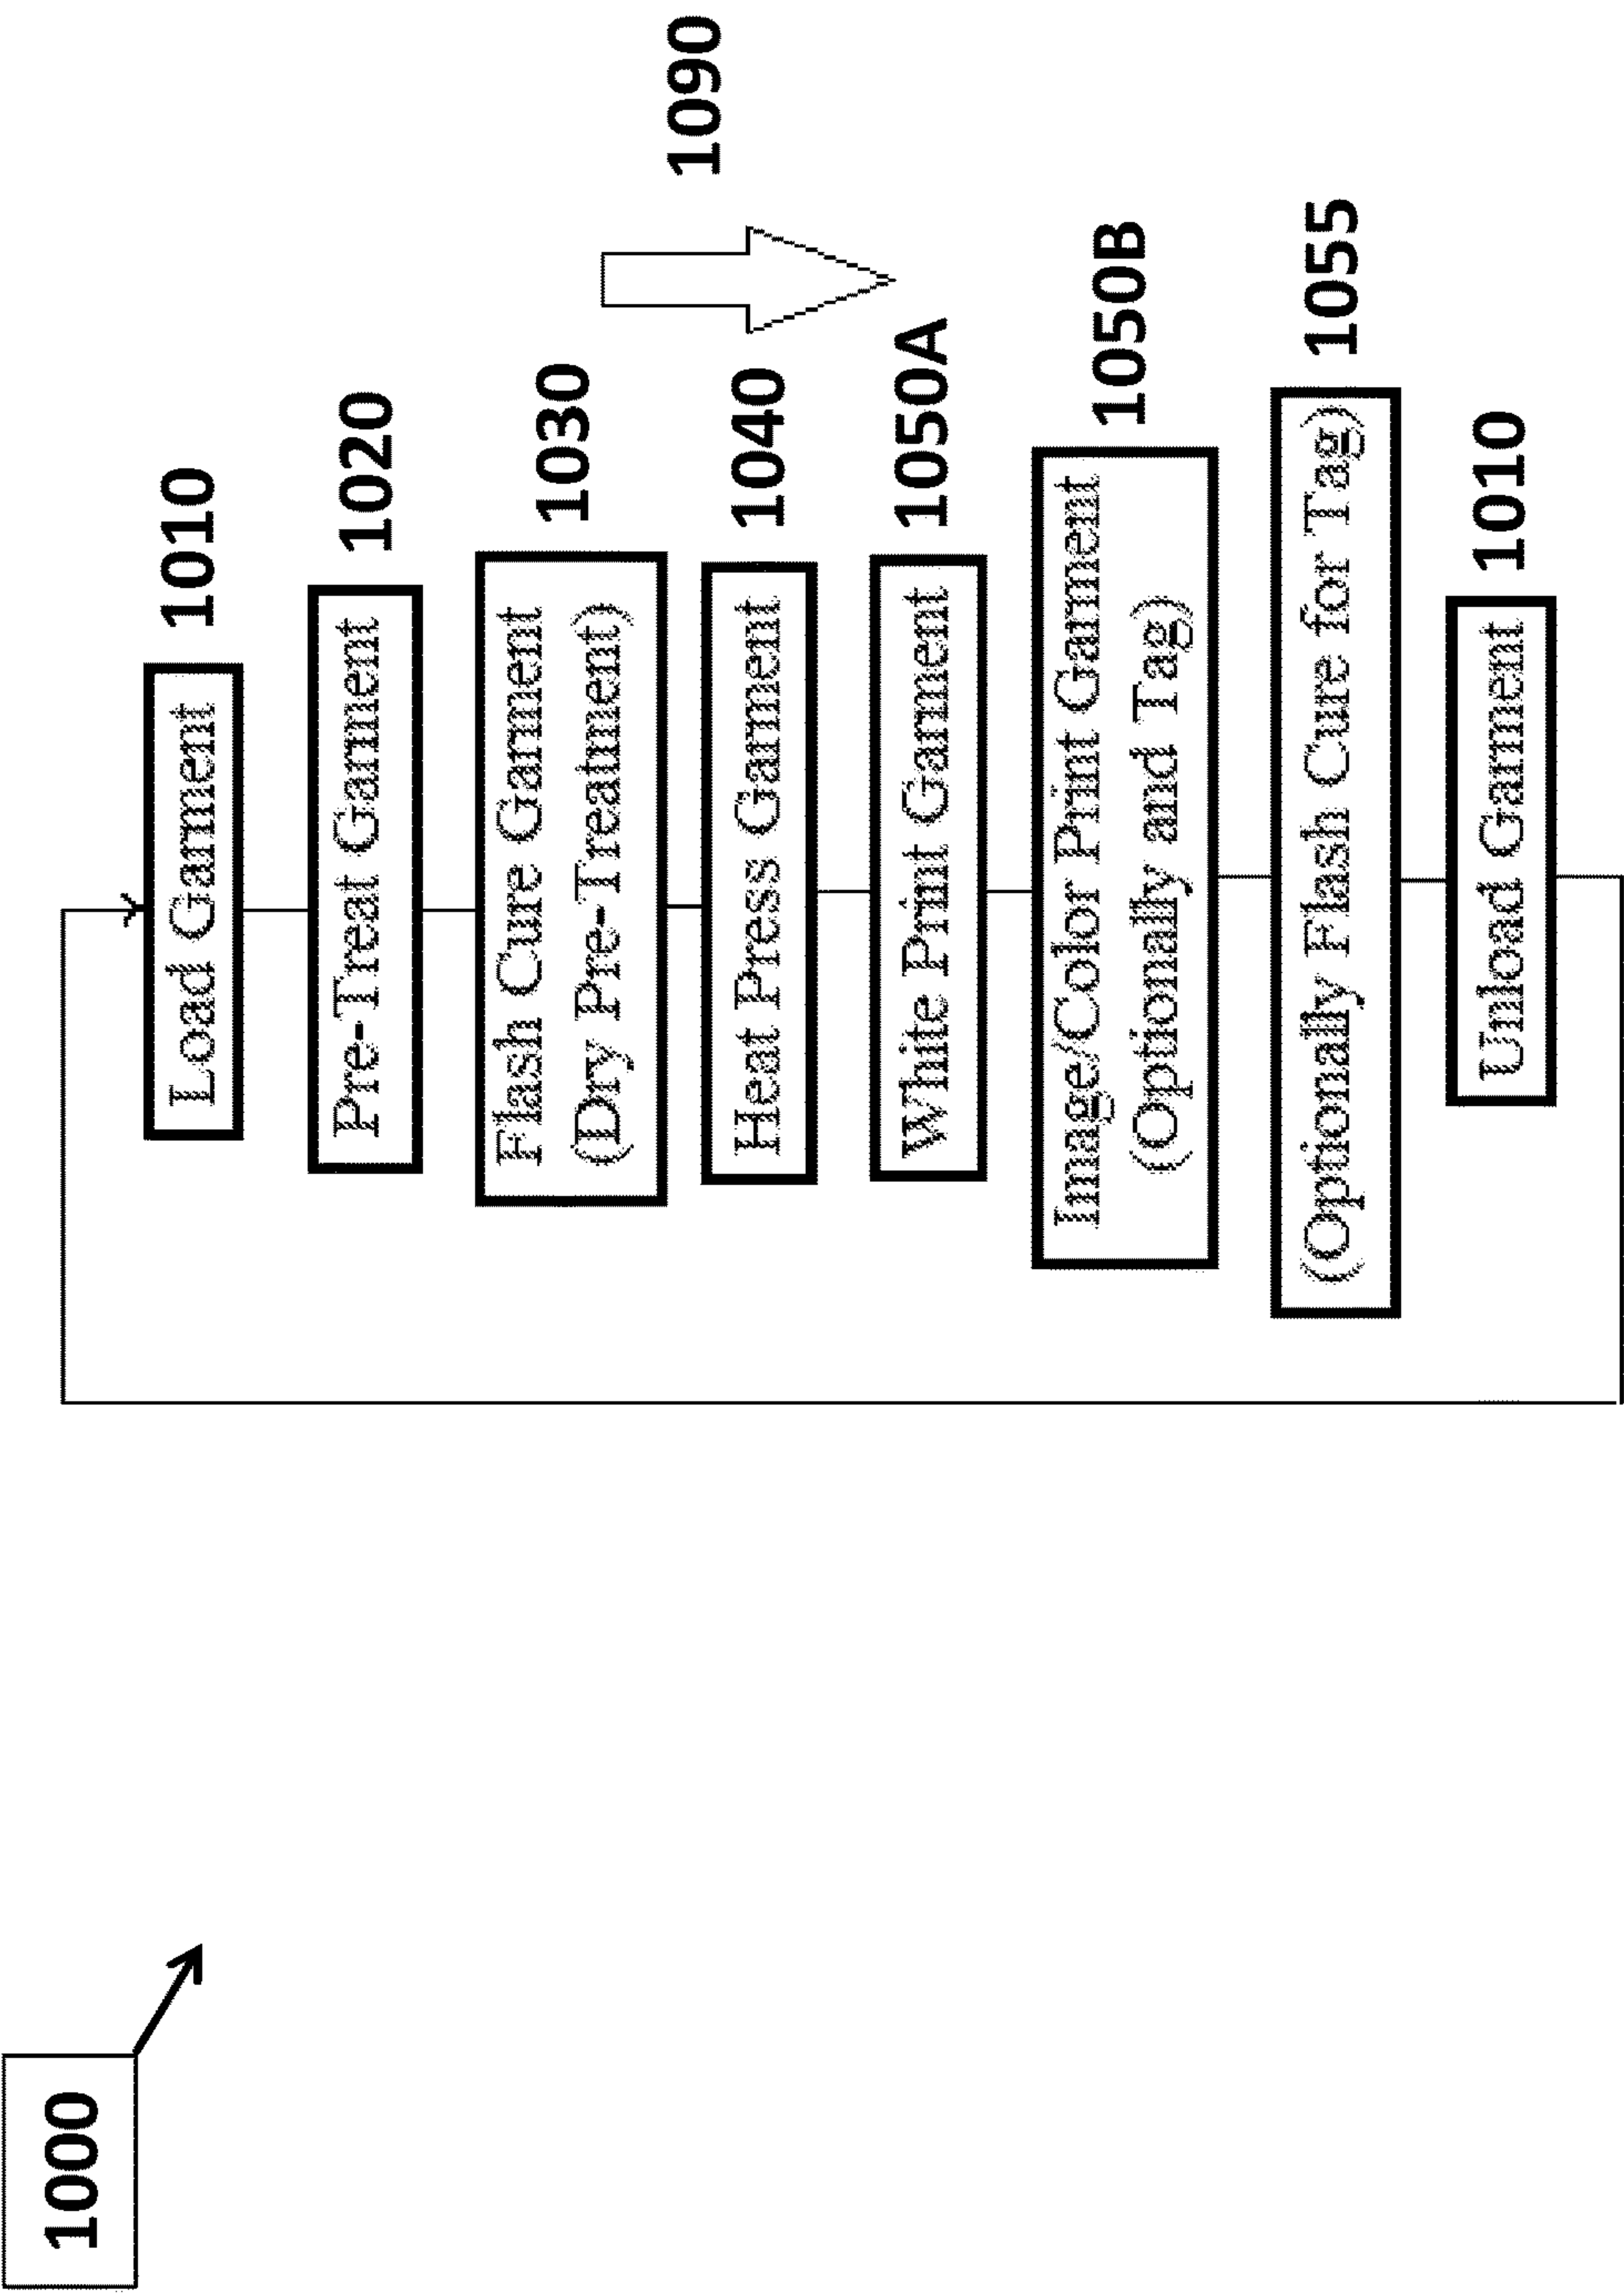 1000
Load Garment 1010
Pre-Treat Garment 1020
Flash Cure Garment
(Dry Pre-Treatment)
1030
1090
Heat Press Garment 1040
White Print Garment 1050A
Image/Color Print Garment
(Optionally and Tag)
1050B
(Optionally Flash Cure for Tag) 1055
Unload Garment 1010